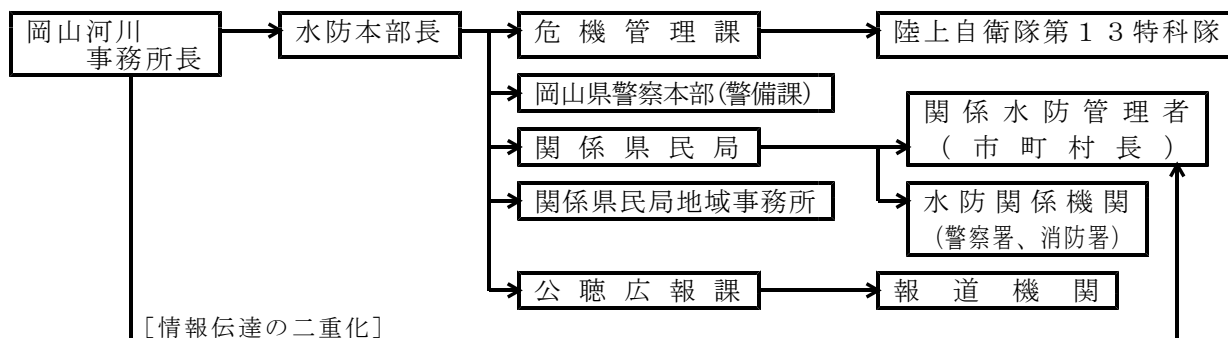 岡山河川
事務所長
水防本部長
危機管理課
陸上自衛隊第13特科隊
岡山県警察本部(警備課)
関係県民局
関係水防管理者
(市町村長)
関係県民局地域事務所
水防関係機関
(警察署、消防署)
公聴広報課
報道機関
[情報伝達の二重化]